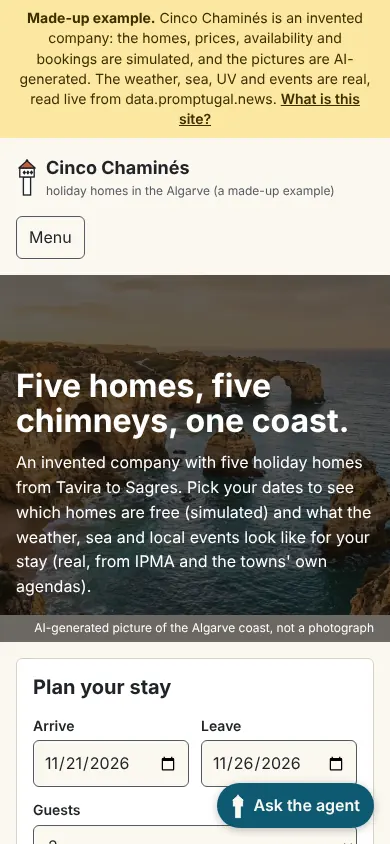 Made-up example. Cinco Chaminés is an invented
company: the homes, prices, availability and
bookings are simulated, and the pictures are AI-
generated. The weather, sea, UV and events are real,
read live from data.promptugal.news. What is this
site?
Cinco Chaminés
holiday homes in the Algarve (a made-up example)
Menu
Five homes, five
chimneys, one coast.
An invented company with five holiday homes
from Tavira to Sagres. Pick your dates to see
which homes are free (simulated) and what the
weather, sea and local events look like for your
stay (real, from IPMA and the towns' own
agendas).
AI-generated picture of the Algarve coast, not a photograph
Plan your stay
Arrive Leave
11/21/2026 11/26/2026
Guests
Ask the agent